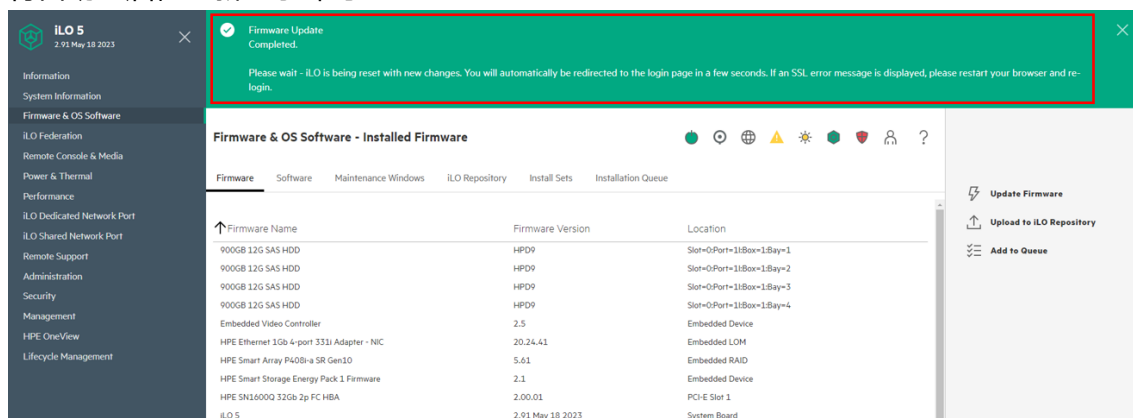 iLO 5
2.91 May 18 2023
Information
System Information
Firmware & OS Software
iLO Federation
Remote Console & Media
Power & Thermal
Performance
iLO Dedicated Network Port
iLO Shared Network Port
Remote Support
Administration
Security
Management
HPE OneView
Lifecycle Management
Firmware Update
Completed.
Please wait - iLO is being reset with new changes. You will automatically be redirected to the login page in a few seconds. If an SSL error message is displayed, please restart your browser and re-
login.
Firmware & OS Software - Installed Firmware
?
Firmware Software Maintenance Windows iLO Repository Install Sets Installation Queue
Firmware Name Firmware Version Location
900GB 12G SAS HDD HPD9 Slot=0:Port=1I:Box=1:Bay=1
900GB 12G SAS HDD HPD9 Slot=0:Port=1I:Box=1:Bay=2
900GB 12G SAS HDD HPD9 Slot=0:Port=1I:Box=1:Bay=3
900GB 12G SAS HDD HPD9 Slot=0:Port=1I:Box=1:Bay=4
Embedded Video Controller 2.5 Embedded Device
HPE Ethernet 1Gb 4-port 331i Adapter - NIC 20.24.41 Embedded LOM
HPE Smart Array P408i-a SR Gen10 5.61 Embedded RAID
HPE Smart Storage Energy Pack 1 Firmware 2.1 Embedded Device
HPE SN1600Q 32Gb 2p FC HBA 2.00.01 PCI-E Slot 1
iLO 5 2.91 May 18 2023 System Board
Update Firmware
Upload to iLO Repository
Add to Queue